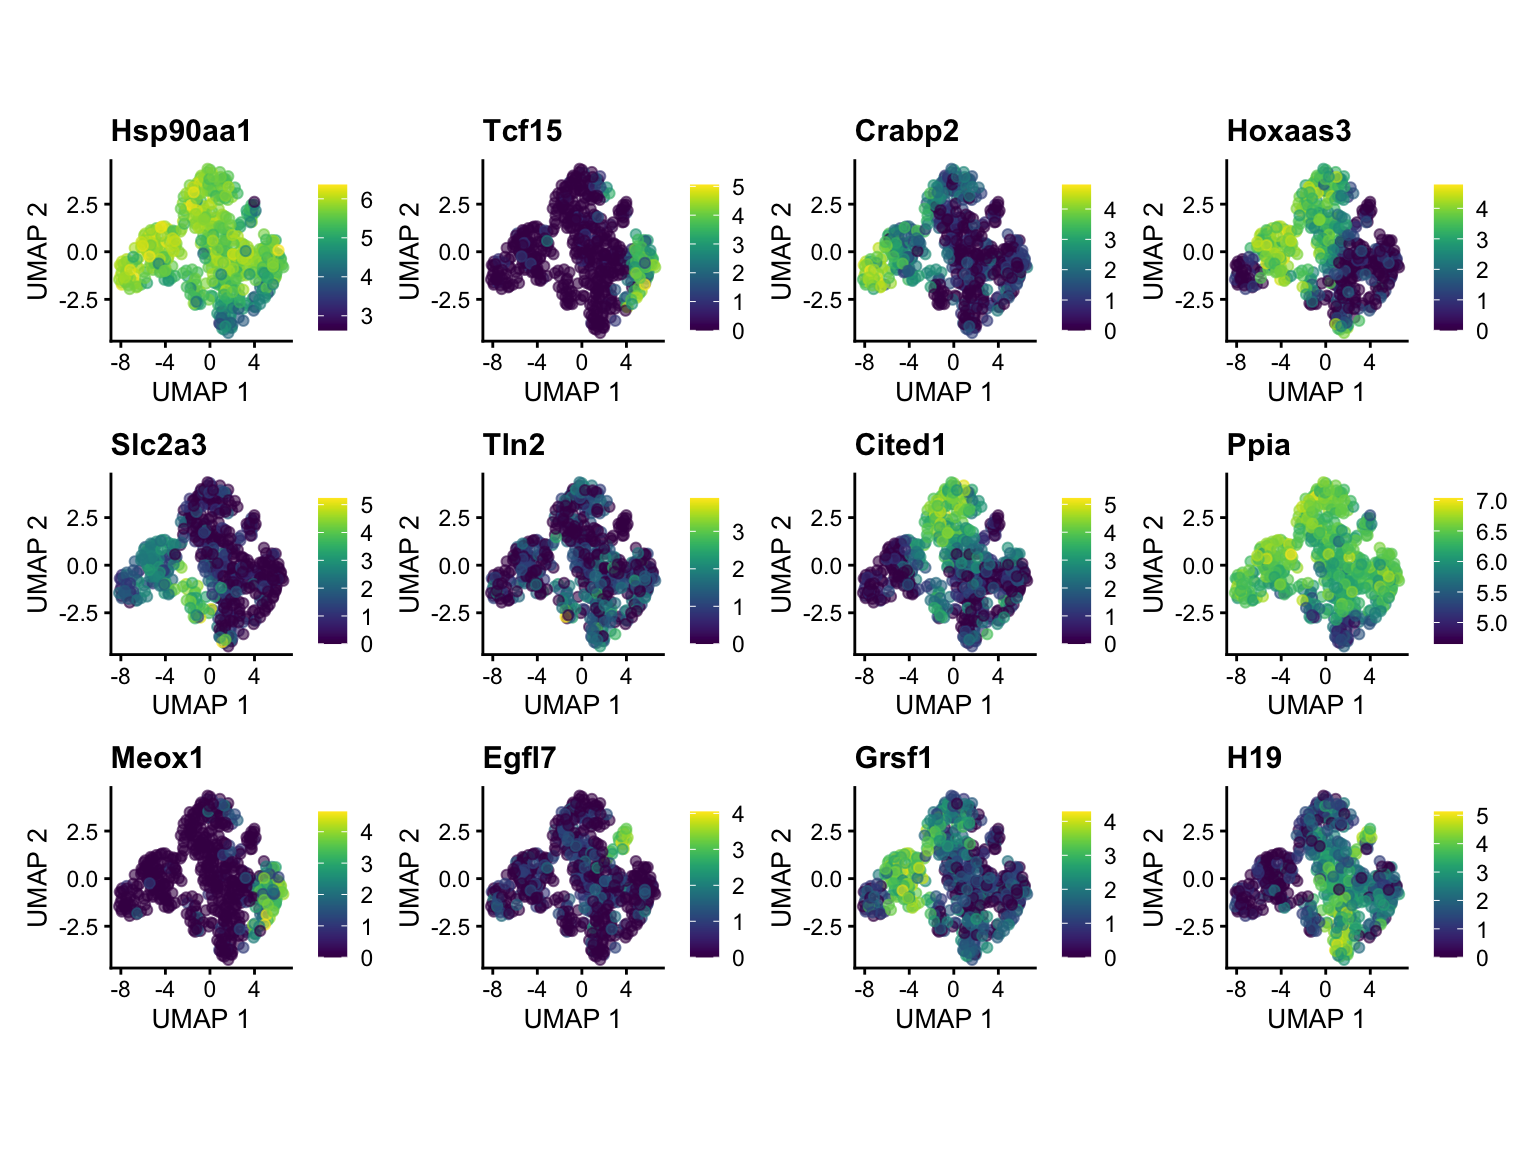 Hsp90aa1 Tcf15 Crabp2 Hoxaas3
UMAP 2 2.5 0.0 -2.5 6 5 4 3 UMAP 2 2.5 0.0 -2.5 5 4 3 2 1 0 UMAP 2 2.5 0.0 -2.5 4 3 2 1 0 UMAP 2 2.5 0.0 -2.5 4 3 2 1 0
-8 -4 0 4 -8 -4 0 4 -8 -4 0 4 -8 -4 0 4
UMAP 1 UMAP 1 UMAP 1 UMAP 1
Slc2a3 Tln2 Cited1 Ppia
UMAP 2 2.5 0.0 -2.5 5 4 3 2 1 0 UMAP 2 2.5 0.0 -2.5 3 2 1 0 UMAP 2 2.5 0.0 -2.5 5 4 3 2 1 0 UMAP 2 2.5 0.0 -2.5 7.0 6.5 6.0 5.5 5.0
-8 -4 0 4 -8 -4 0 4 -8 -4 0 4 -8 -4 0 4
UMAP 1 UMAP 1 UMAP 1 UMAP 1
Meox1 Egfl7 Grsf1 H19
UMAP 2 2.5 0.0 -2.5 4 3 2 1 0 UMAP 2 2.5 0.0 -2.5 4 3 2 1 0 UMAP 2 2.5 0.0 -2.5 4 3 2 1 0 UMAP 2 2.5 0.0 -2.5 5 4 3 2 1 0
-8 -4 0 4 -8 -4 0 4 -8 -4 0 4 -8 -4 0 4
UMAP 1 UMAP 1 UMAP 1 UMAP 1